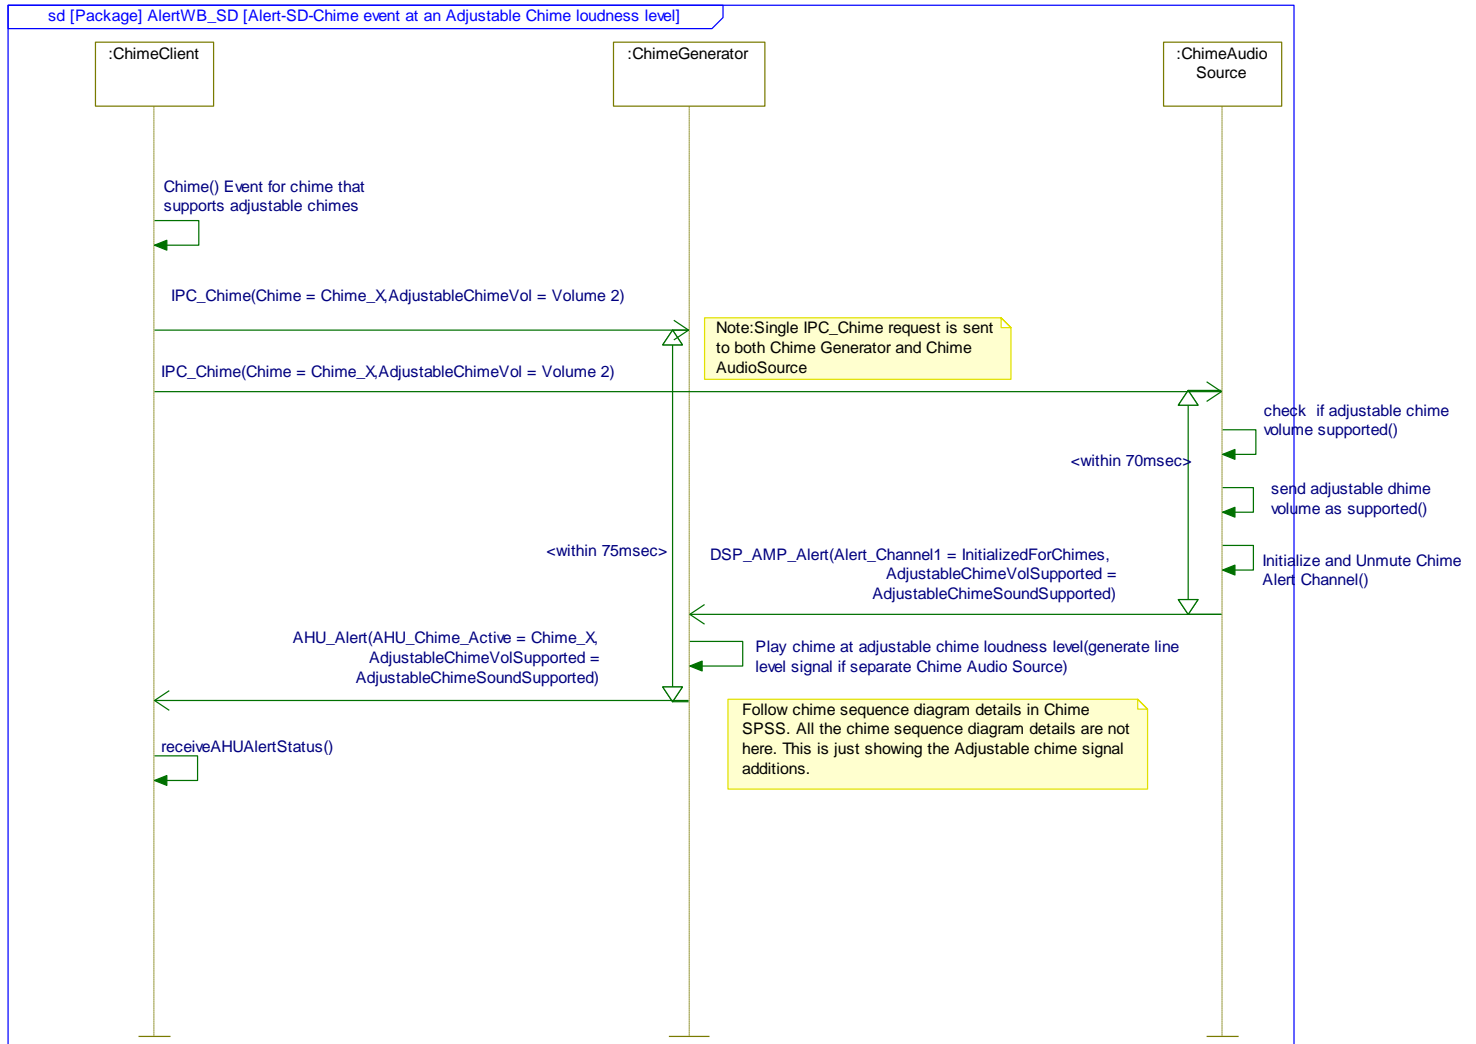 sd [Package] AlertWB_SD [Alert-SD-Chime event at an Adjustable Chime loudness level]
:ChimeClient
:ChimeGenerator
:ChimeAudio
Source
Chime() Event for chime that
supports adjustable chimes
IPC_Chime(Chime = Chime_X,AdjustableChimeVol = Volume 2)
Note:Single IPC_Chime request is sent
to both Chime Generator and Chime
AudioSource
IPC_Chime(Chime = Chime_X,AdjustableChimeVol = Volume 2)
check  if adjustable chime
volume supported()
<within 70msec>
send adjustable dhime
volume as supported()
<within 75msec>
DSP_AMP_Alert(Alert_Channel1 = InitializedForChimes,
AdjustableChimeVolSupported =
AdjustableChimeSoundSupported)
Initialize and Unmute Chime
Alert Channel()
AHU_Alert(AHU_Chime_Active = Chime_X,
AdjustableChimeVolSupported =
AdjustableChimeSoundSupported)
Play chime at adjustable chime loudness level(generate line
level signal if separate Chime Audio Source)
Follow chime sequence diagram details in Chime
SPSS. All the chime sequence diagram details are not
here. This is just showing the Adjustable chime signal
additions.
receiveAHUAlertStatus()